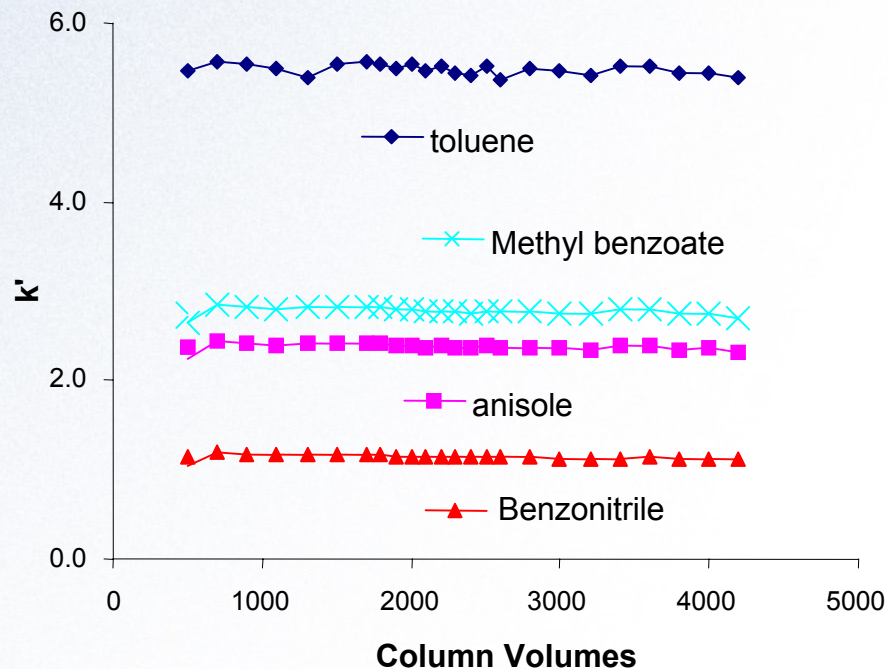 6.0
toluene
4.0
Methyl benzoate
k'
2.0
anisole
Benzonitrile
0.0
0 1000 2000 3000 4000 5000
Column Volumes